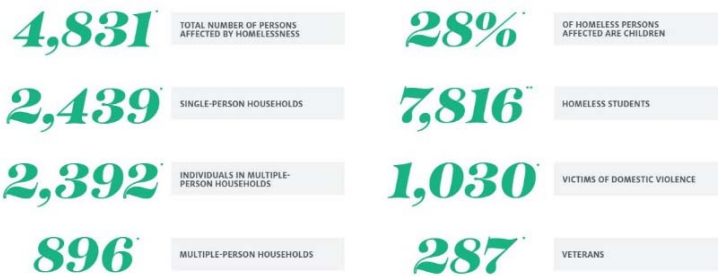 4,831*
TOTAL NUMBER OF PERSONS
AFFECTED BY HOMELESSNESS
28%*
OF HOMELESS PERSONS
AFFECTED ARE CHILDREN
2,439*
SINGLE-PERSON HOUSEHOLDS
7,816**
HOMELESS STUDENTS
2,392*
INDIVIDUALS IN MULTIPLE-
PERSON HOUSEHOLDS
1,030*
VICTIMS OF DOMESTIC VIOLENCE
896*
MULTIPLE-PERSON HOUSEHOLDS
287*
VETERANS